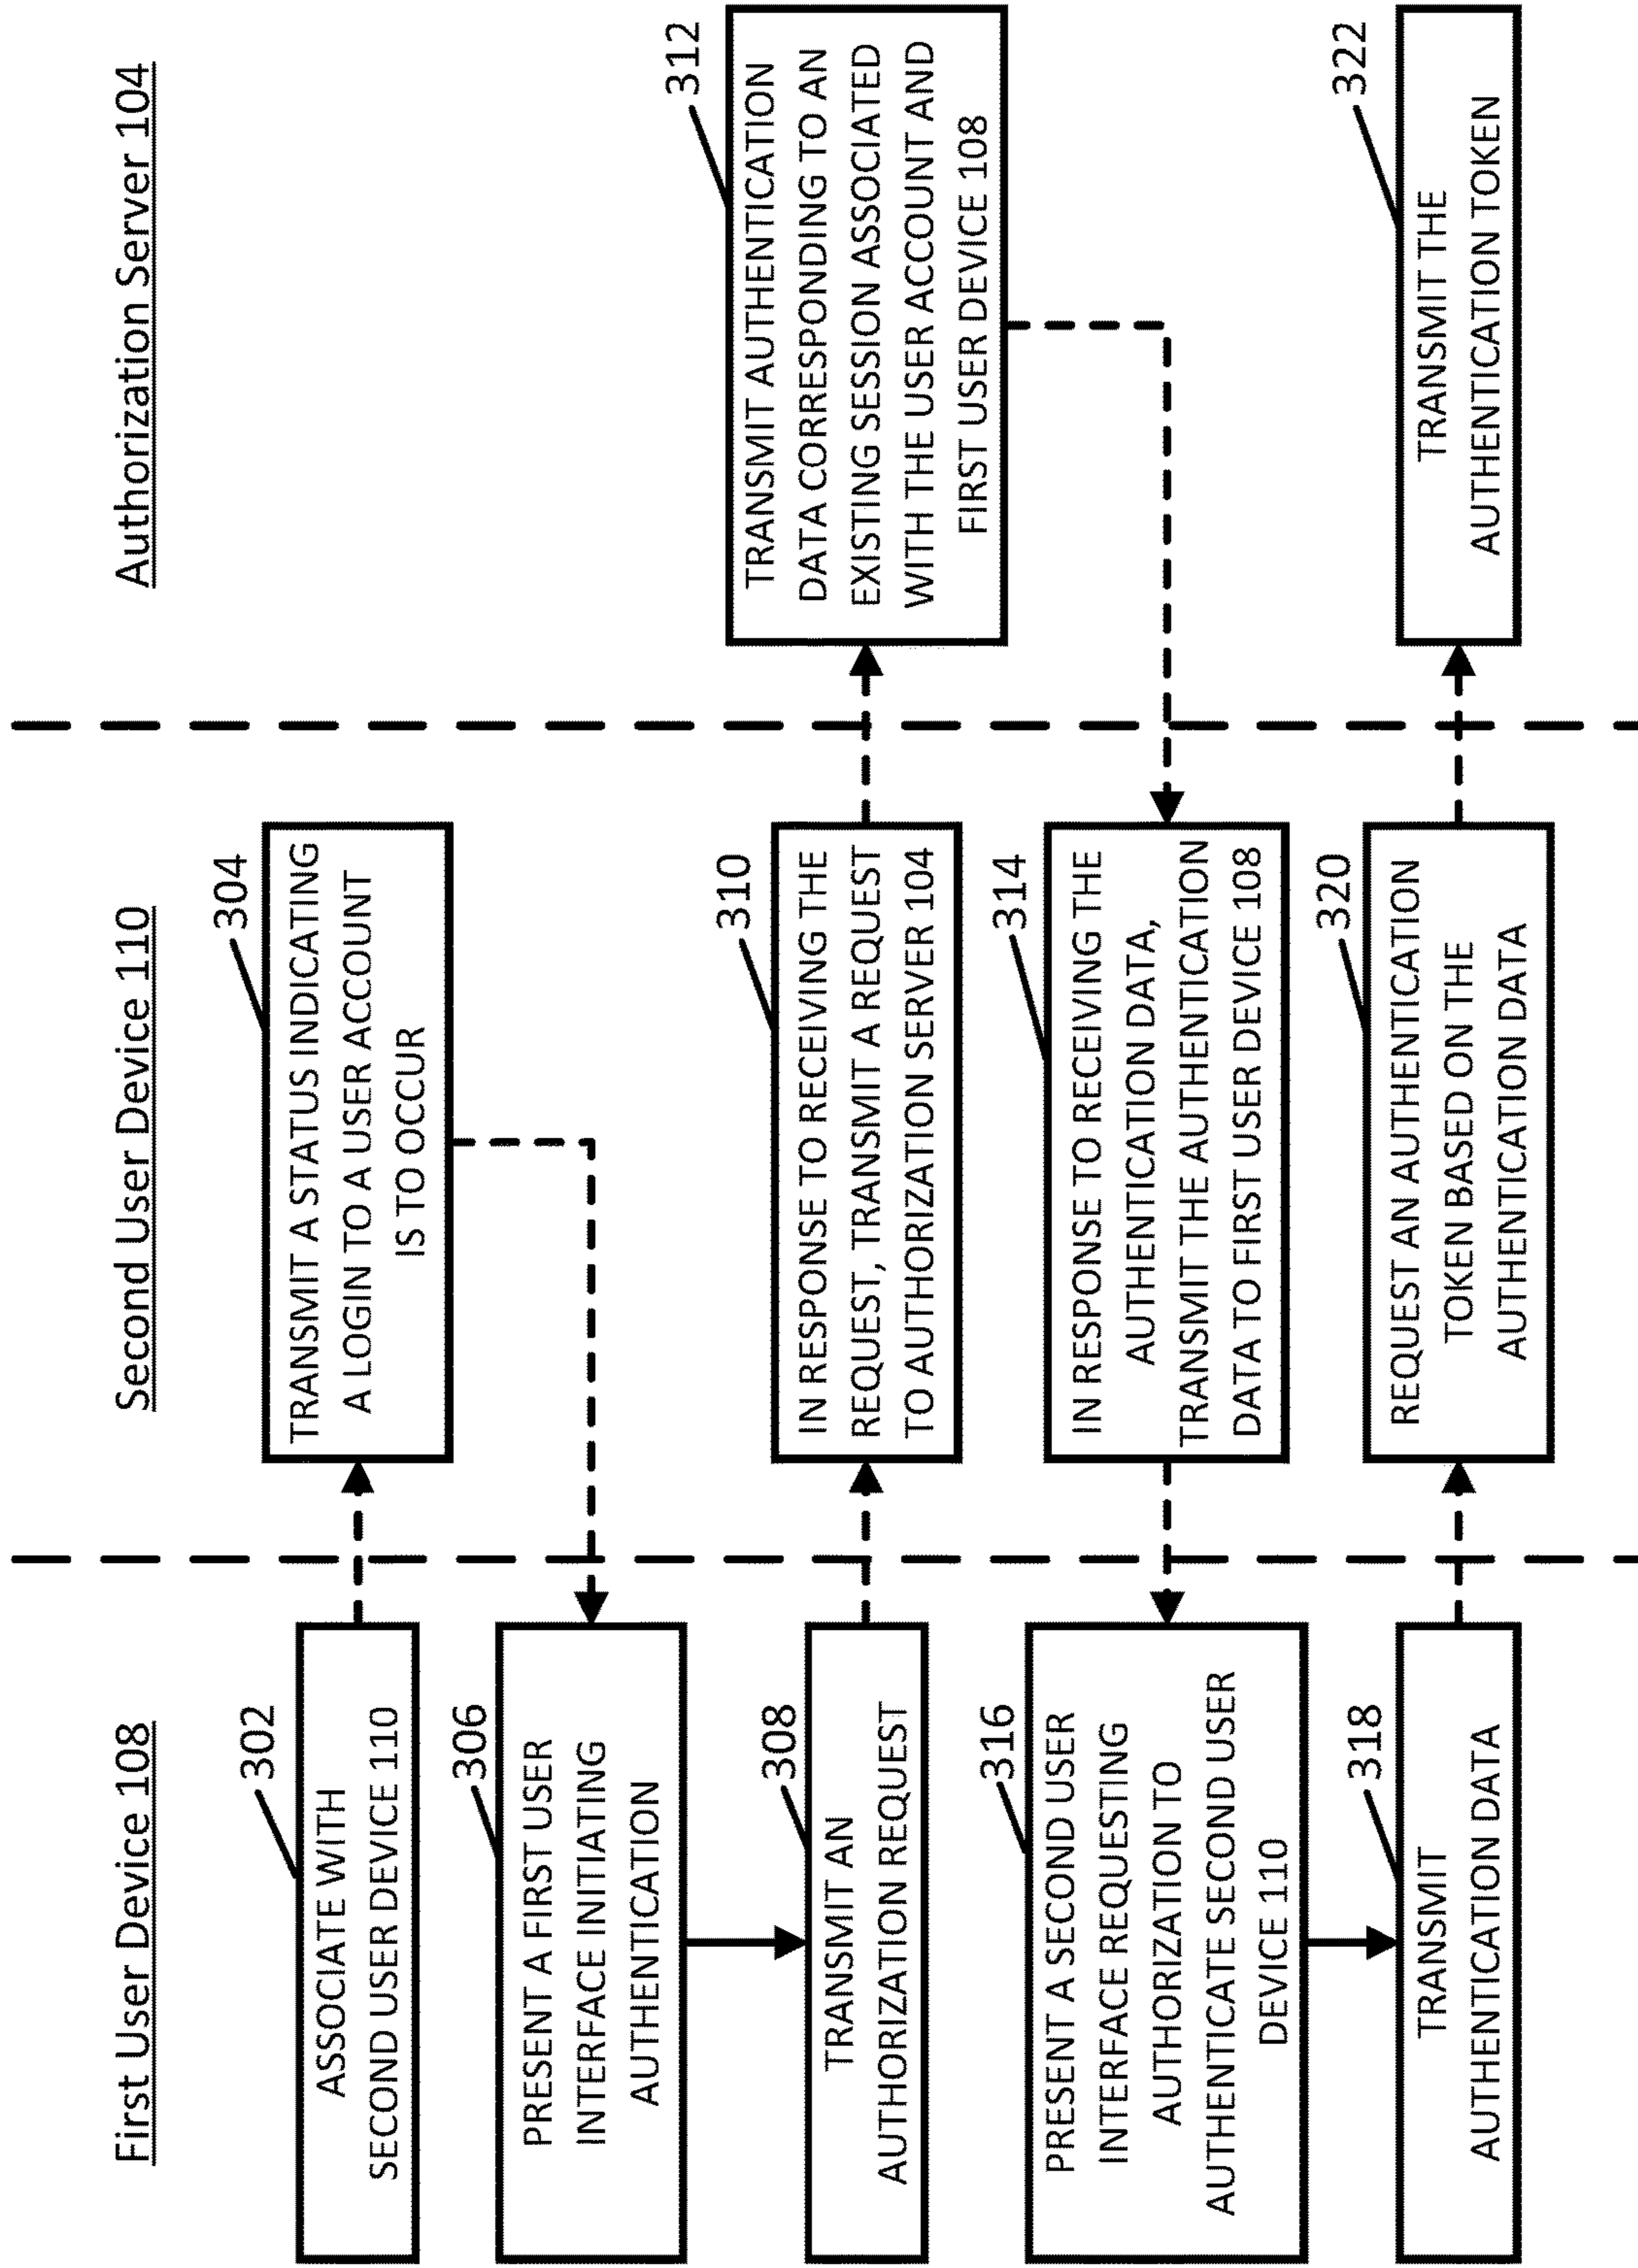 First User Device 108
Second User Device 110
Authorization Server 104
302
ASSOCIATE WITH
SECOND USER DEVICE 110
304
TRANSMIT A STATUS INDICATING
A LOGIN TO A USER ACCOUNT
IS TO OCCUR
306
PRESENT A FIRST USER
INTERFACE INITIATING
AUTHENTICATION
308
TRANSMIT AN
AUTHORIZATION REQUEST
310
IN RESPONSE TO RECEIVING THE
REQUEST, TRANSMIT A REQUEST
TO AUTHORIZATION SERVER 104
312
TRANSMIT AUTHENTICATION
DATA CORRESPONDING TO AN
EXISTING SESSION ASSOCIATED
WITH THE USER ACCOUNT AND
FIRST USER DEVICE 108
314
IN RESPONSE TO RECEIVING THE
AUTHENTICATION DATA,
TRANSMIT THE AUTHENTICATION
DATA TO FIRST USER DEVICE 108
316
PRESENT A SECOND USER
INTERFACE REQUESTING
AUTHORIZATION TO
AUTHENTICATE SECOND USER
DEVICE 110
318
TRANSMIT
AUTHENTICATION DATA
320
REQUEST AN AUTHENTICATION
TOKEN BASED ON THE
AUTHENTICATION DATA
322
TRANSMIT THE
AUTHENTICATION TOKEN